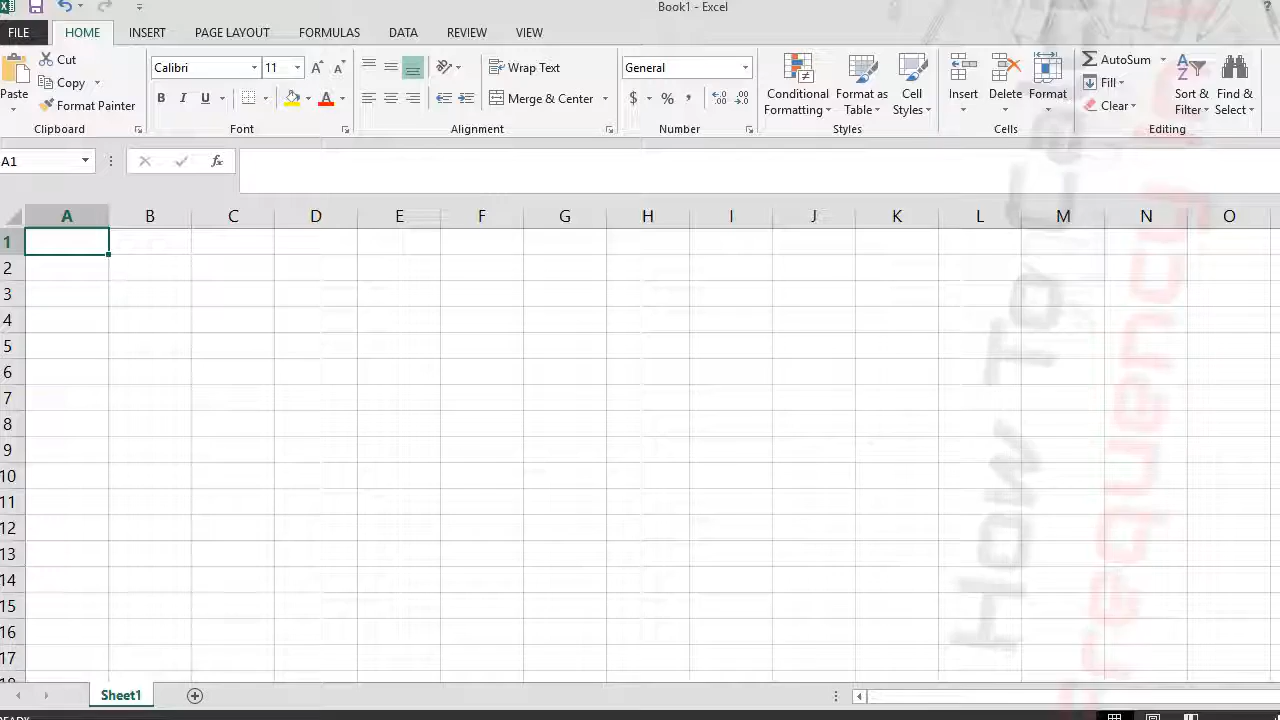 Book1 - Excel
FILE HOME INSERT PAGE LAYOUT FORMULAS DATA REVIEW VIEW
Paste
Cut
Copy
Format Painter
Clipboard
Calibri 11
B I U
Font
Wrap Text
Merge & Center
Alignment
General
$ % ,
Number
Conditional Formatting
Format as Table
Cell Styles
Styles
Insert
Delete
Format
Cells
AutoSum
Fill
Clear
Sort & Filter
Find & Select
Editing
A1
fx
A B C D E F G H I J K L M N O
1
2
3
4
5
6
7
8
9
10
11
12
13
14
15
16
17
Sheet1
How To Ca
Frequency